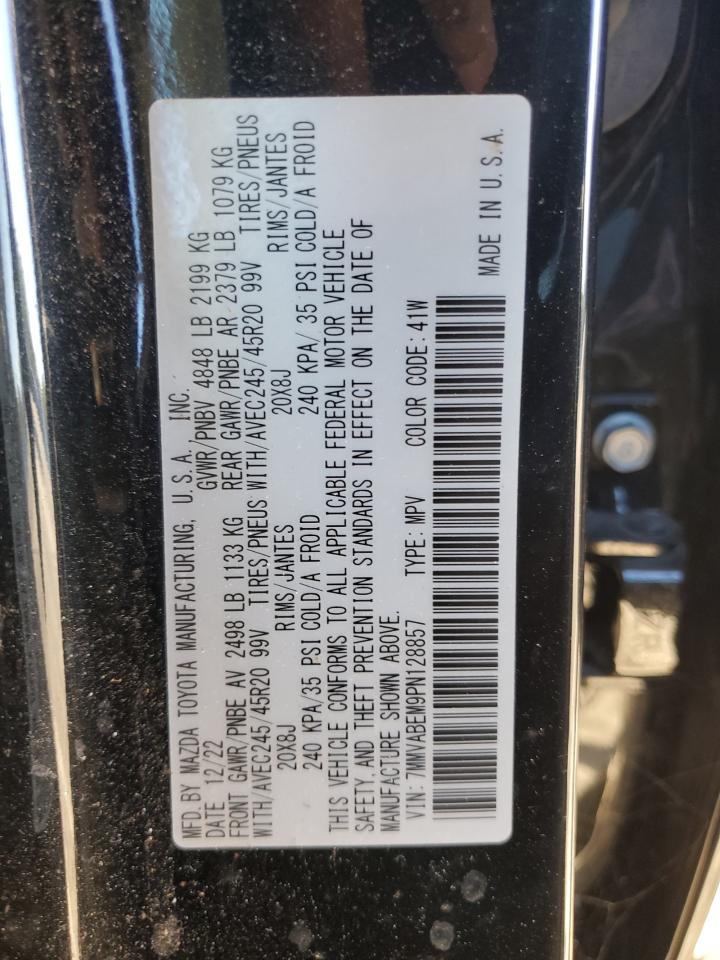 MFD.BY MAZDA TOYOTA MANUFACTURING, U.S.A. INC.
DATE 12/22 GVWR/PNBV 4848 LB 2199 KG
FRONT GAWR/PNBE AV 2498 LB 1133 KG REAR GAWR/PNBE AR 2379 LB 1079 KG
WITH/AVEC245/45R20 99V TIRES/PNEUS WITH/AVEC245/45R20 99V TIRES/PNEUS
20X8J RIMS/JANTES 20X8J RIMS/JANTES
240 KPA/35 PSI COLD/A FROID 240 KPA/35 PSI COLD/A FROID
THIS VEHICLE CONFORMS TO ALL APPLICABLE FEDERAL MOTOR VEHICLE
SAFETY,AND THEFT PREVENTION STANDARDS IN EFFECT ON THE DATE OF
MANUFACTURE SHOWN ABOVE.
VIN:7MMVABEM9PN128857 TYPE:MPV COLOR CODE:41W
MADE IN U.S.A.